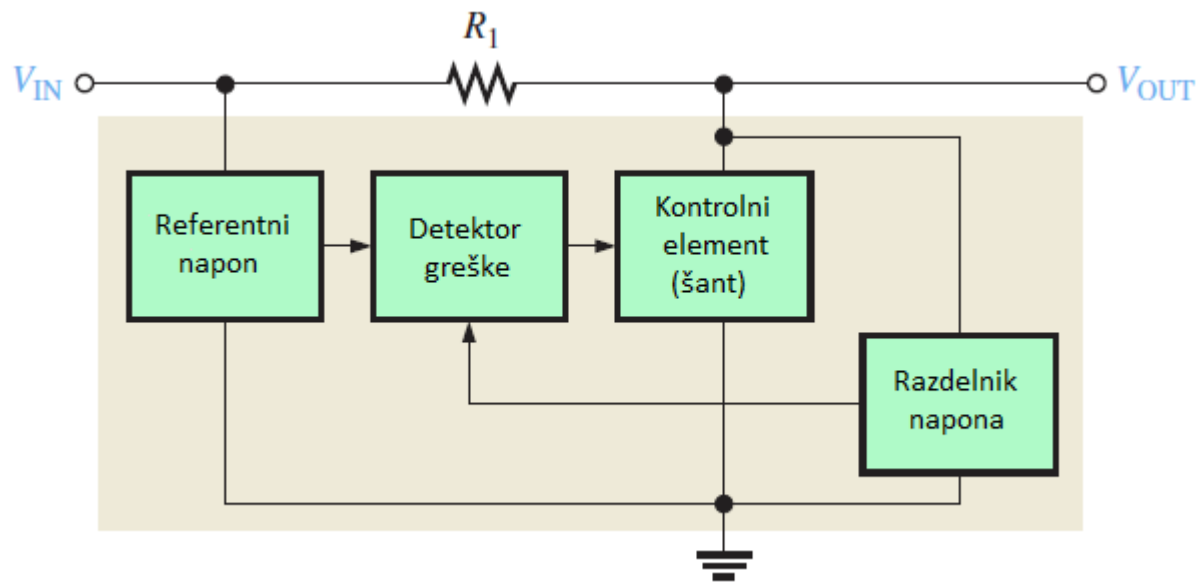 R1
VIN
VOUT
Referentni
napon
Detektor
greške
Kontrolni
element
(šant)
Razdelnik
napona